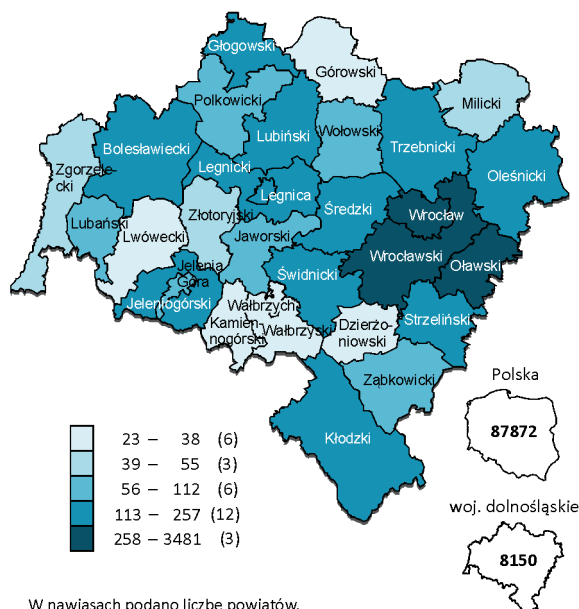 Głogowski
Górowski
Polkowicki
Milicki
Lubiński
Wołowski
Bolesławiecki
Trzebnicki
Zgorzele-
cki
Legnicki
Oleśnicki
Legnica
Średzki
Złotoryjski
Wrocław
Lubański
Lwówecki
Jaworski
Wrocławski
Oławski
Jelenia
Góra
Świdnicki
Jeleniogórski
Wałbrzych
Kamien-
nogórski
Wałbrzyski
Dzierżo-
niowski
Strzeliński
Ząbkowicki
Kłodzki
Polska
87872
woj. dolnośląskie
8150
23 – 38 (6)
39 – 55 (3)
56 – 112 (6)
113 – 257 (12)
258 – 3481 (3)
W nawiasach podano liczbę powiatów.